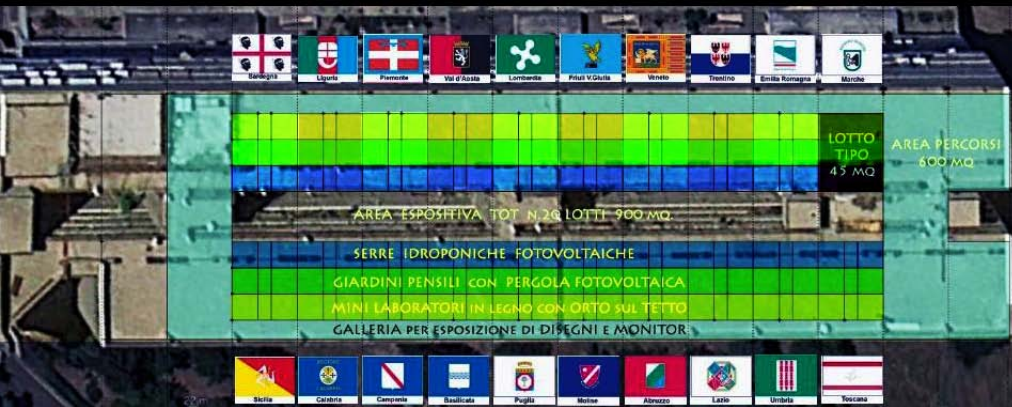 Sardegna
Liguria
Piemonte
Val d'Aosta
Lombardia
Friuli V.Giulia
Veneto
Trentino
Emilia Romagna
Marche
LOTTO
TIPO
45 MQ
AREA PERCORSI
600 MQ
AREA ESPOSITIVA TOT N.20 LOTTI 900 MQ.
SERRE IDROPONICHE FOTOVOLTAICHE
GIARDINI PENSILI CON PERGOLA FOTOVOLTAICA
MINI LABORATORI IN LEGNO CON ORTO SUL TETTO
GALLERIA PER ESPOSIZIONE DI DISEGNI E MONITOR
Sicilia
Calabria
Campania
Basilicata
Puglia
Molise
Abruzzo
Lazio
Umbria
Toscana